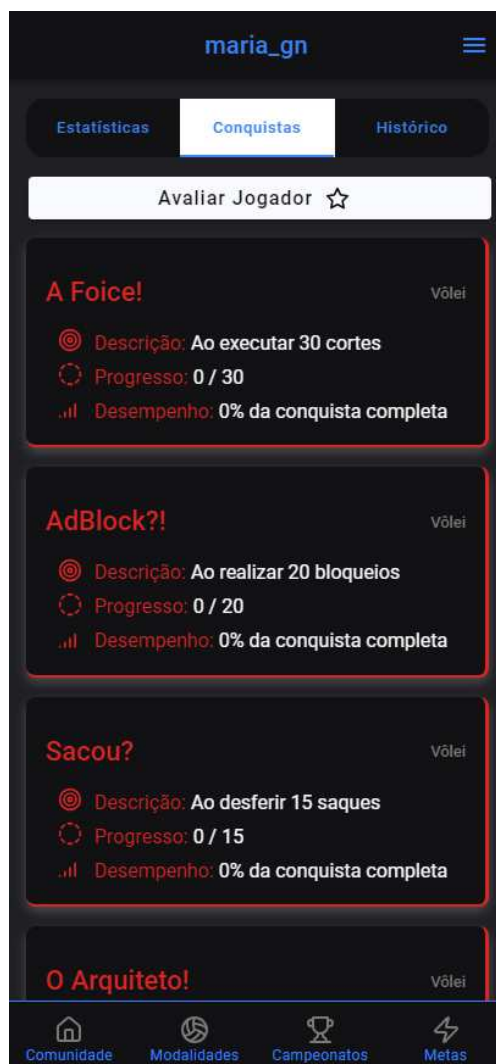 maria_gn
Estatísticas Conquistas Histórico
Avaliar Jogador
A Foice! Vôlei
Descrição: Ao executar 30 cortes
Progresso: 0 / 30
Desempenho: 0% da conquista completa
AdBlock?! Vôlei
Descrição: Ao realizar 20 bloqueios
Progresso: 0 / 20
Desempenho: 0% da conquista completa
Sacou? Vôlei
Descrição: Ao desferir 15 saques
Progresso: 0 / 15
Desempenho: 0% da conquista completa
O Arquiteto! Vôlei
Comunidade Modalidades Campeonatos Metas